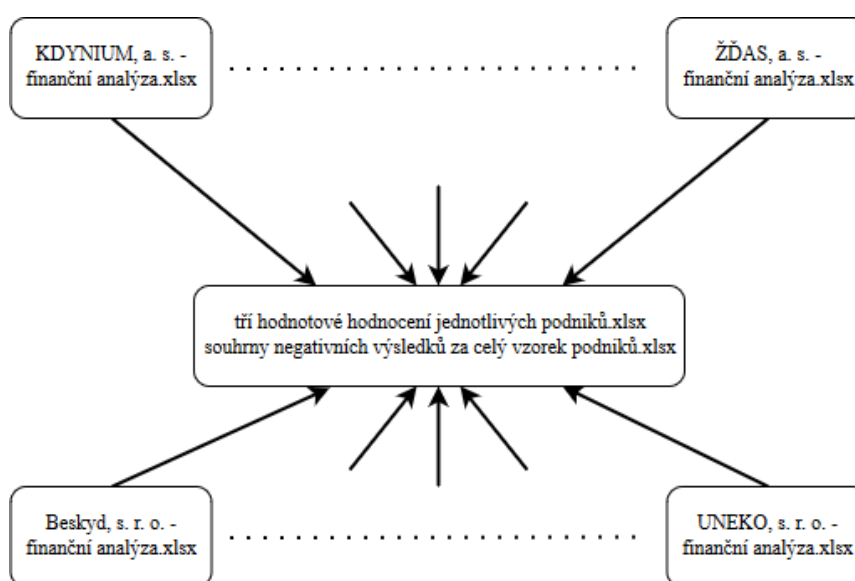 KDYNIUM, a. s. -
finanční analýza.xlsx
ŽĎAS, a. s. -
finanční analýza.xlsx
tří hodnotové hodnocení jednotlivých podniků.xlsx
souhrny negativních výsledků za celý vzorek podniků.xlsx
Beskyd, s. r. o. -
finanční analýza.xlsx
UNEKO, s. r. o. -
finanční analýza.xlsx